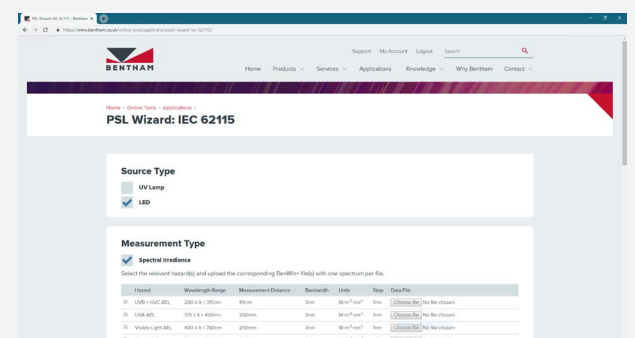 PSL Wizard: IEC 62115 - Bentham
https://www.bentham.co.uk/online-tools/applications/psl-wizard-iec-62115/
Support My Account Logout Search
BENTHAM
Home Products Services Applications Knowledge Why Bentham Contact
Home > Online Tools > Applications >
PSL Wizard: IEC 62115
Source Type
UV Lamp
LED
Measurement Type
Spectral Irradiance
Select the relevant hazard(s) and upload the corresponding BenWin+ file(s) with one spectrum per file.
Hazard Wavelength Range Measurement Distance Bandwidth Units Step Data File
UVB + UVC AEL 200 ≤ λ < 315nm 10mm 3nm W·m⁻²·nm⁻¹ 1nm Choose file No file chosen
UVA AEL 315 ≤ λ < 400nm 200mm 3nm W·m⁻²·nm⁻¹ 1nm Choose file No file chosen
Visible Light AEL 400 ≤ λ < 780nm 200mm 3nm W·m⁻²·nm⁻¹ 1nm Choose file No file chosen